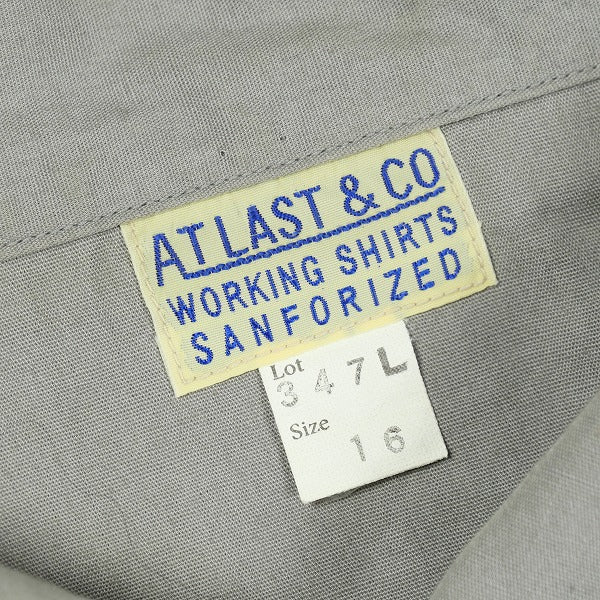 AT LAST & CO
WORKING SHIRTS
SANFORIZED
Lot
347L
Size
16